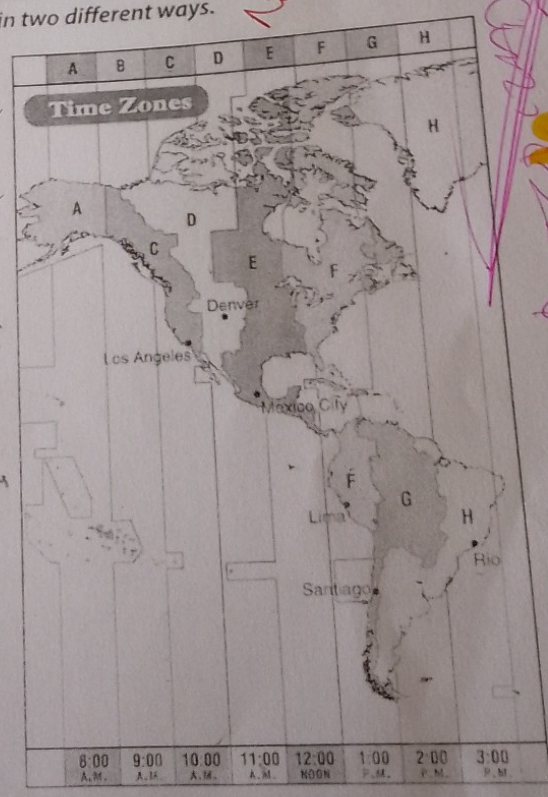 in two different ways.
A B C D E F G H
Time Zones
H
A
D
C
E
F
Denver
Los Angeles
Mexico City
F
G
H
Lima
Rio
Santiago
8:00 9:00 10:00 11:00 12:00 1:00 2:00 3:00
A.M. A.M. A.M. A.M. NOON P.M. P.M. P.M.